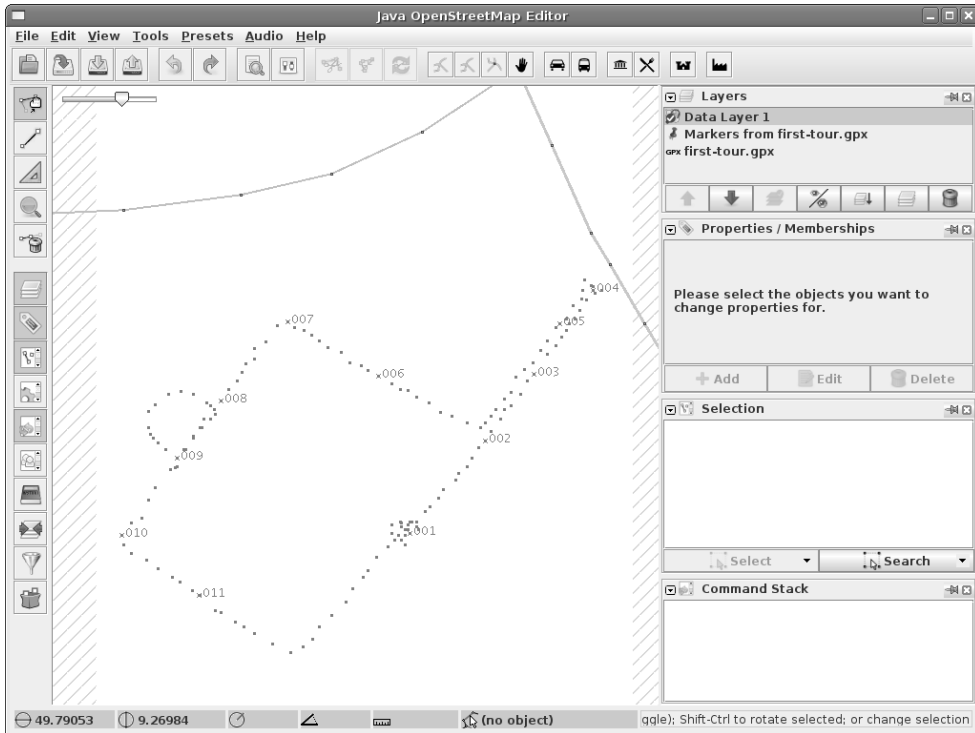 Java OpenStreetMap Editor
File Edit View Tools Presets Audio Help
Layers
Data Layer 1
Markers from first-tour.gpx
GPX first-tour.gpx
Properties / Memberships
Please select the objects you want to
change properties for.
Add Edit Delete
Selection
Select Search
Command Stack
004
007
005
003
006
008
002
009
001
010
011
49.79053 9.26984 (no object) ggle); Shift-Ctrl to rotate selected; or change selection